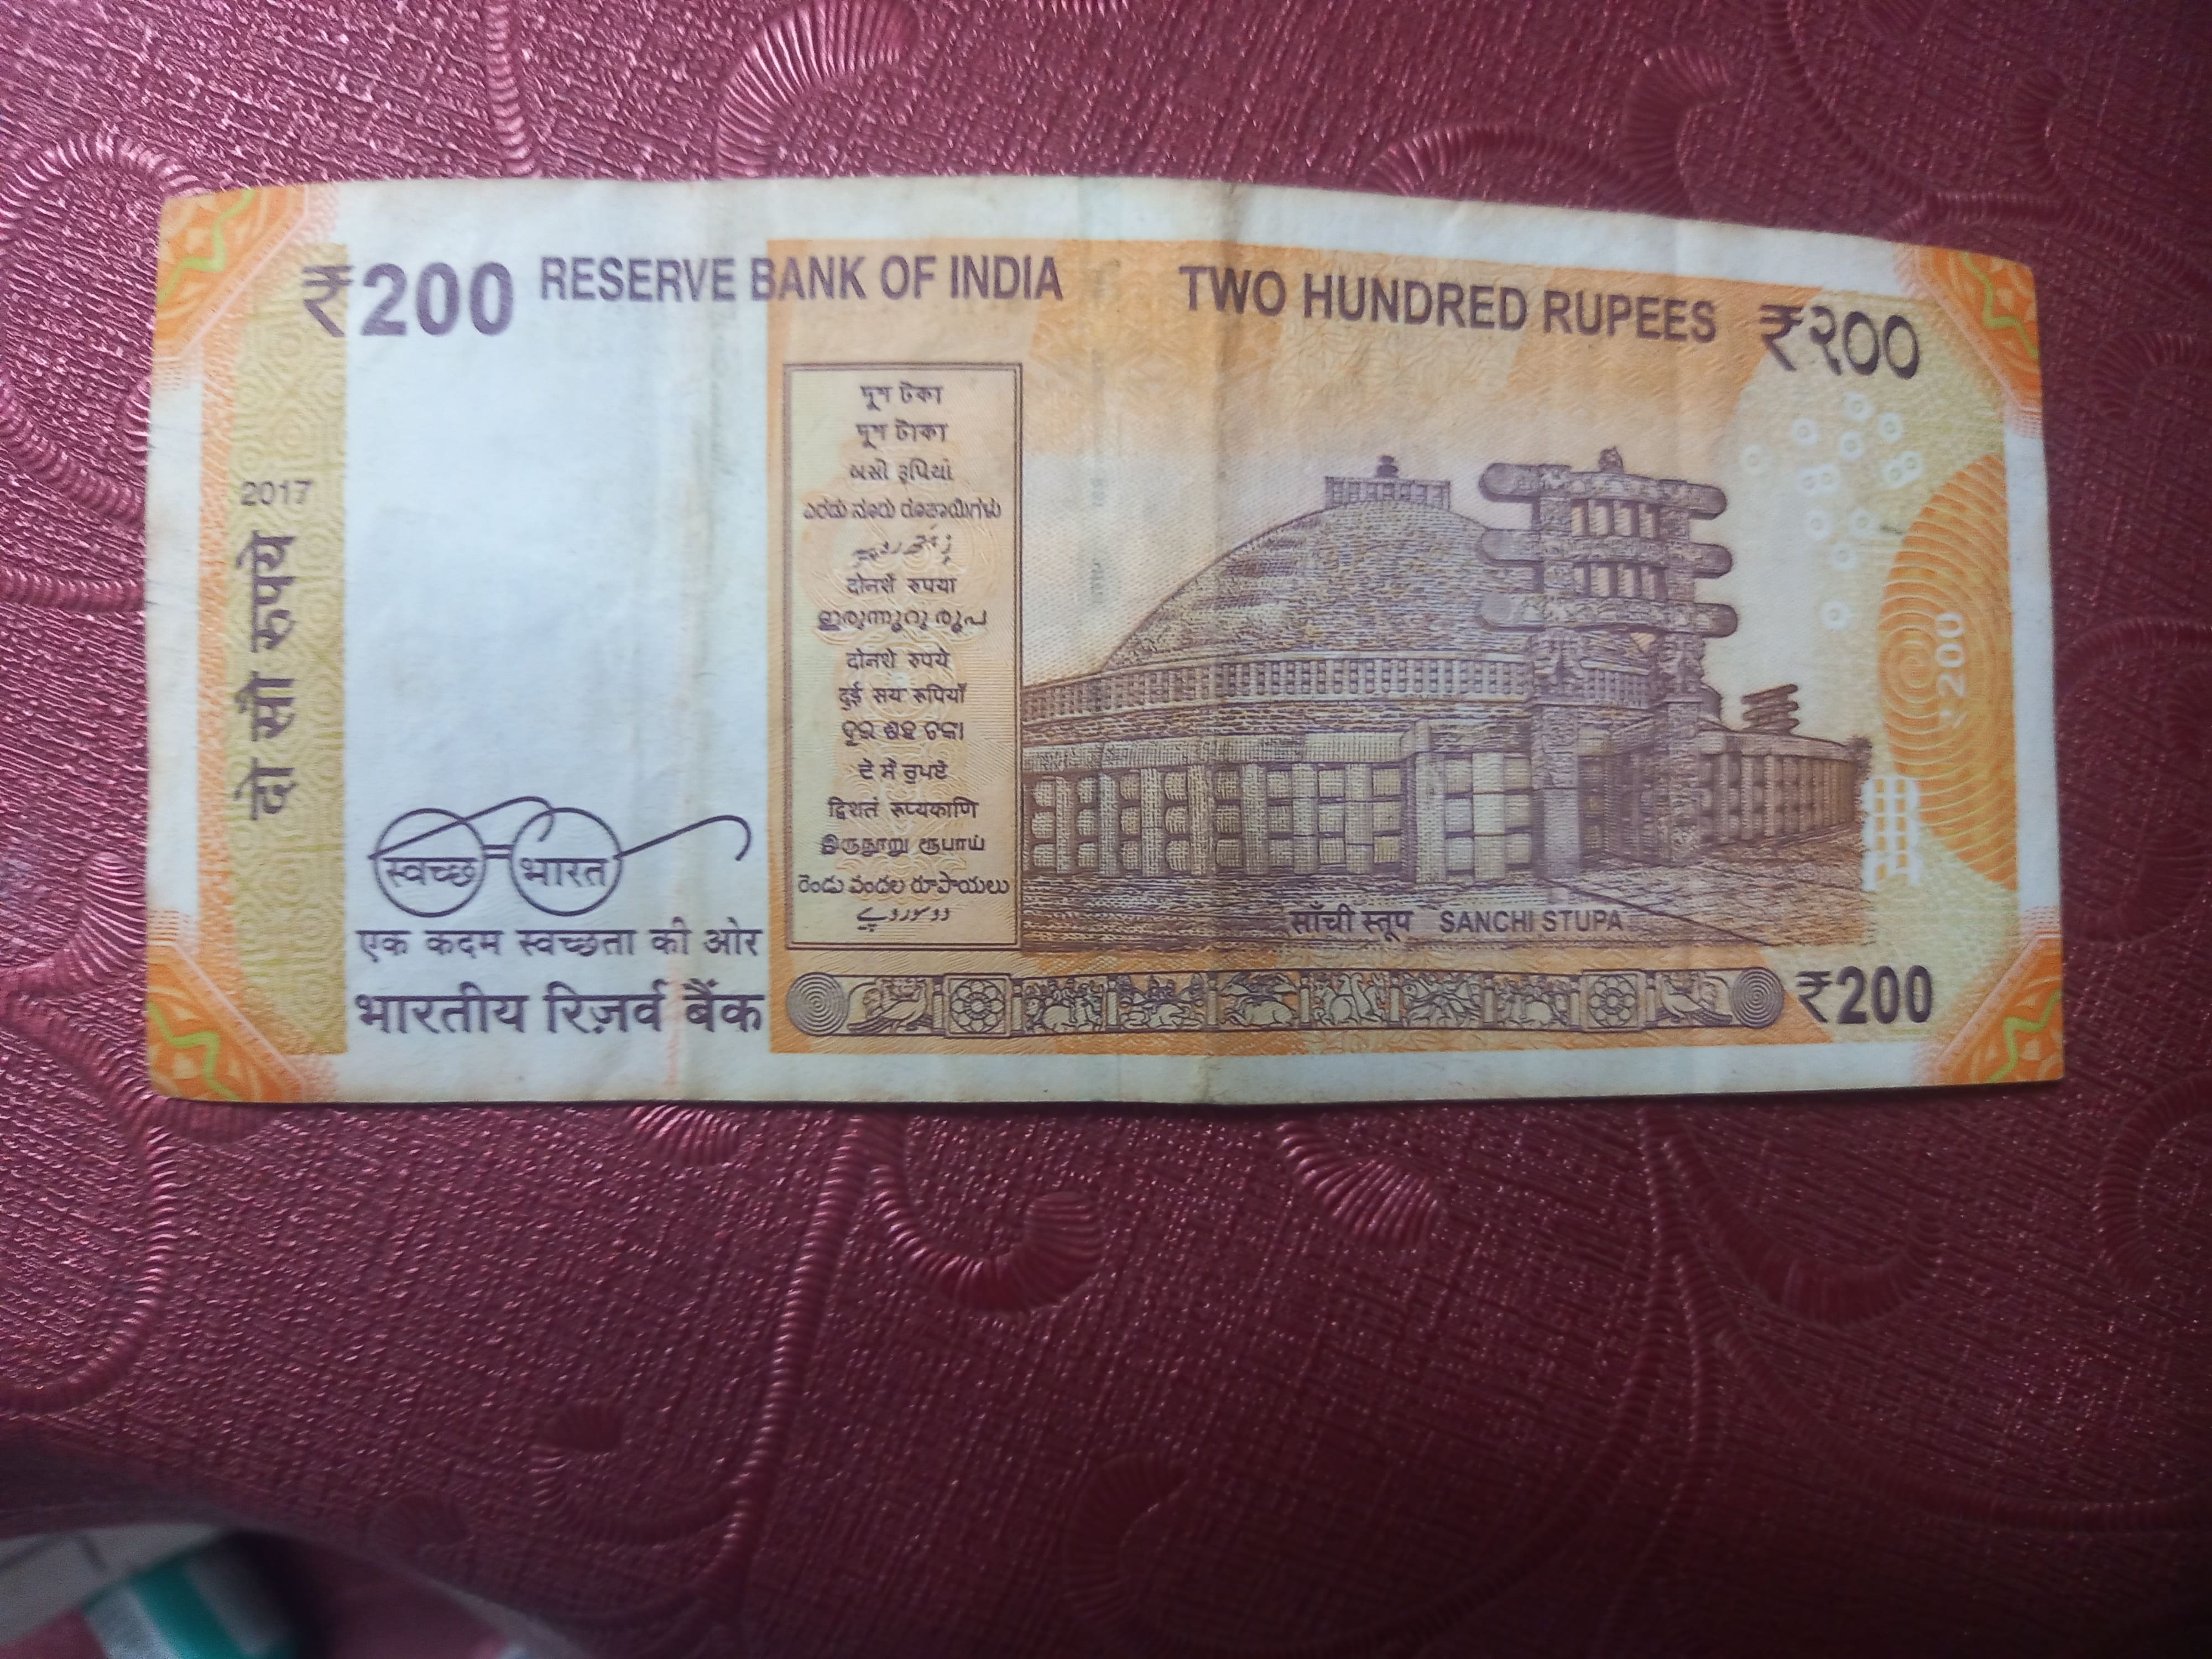 ₹200 RESERVE BANK OF INDIA TWO HUNDRED RUPEES ₹२००
2017
दो सौ रुपये
দুশ টকা
দুশ টাকা
બસો રૂપિયા
ಎರಡು ನೂರು ರೂಪಾಯಿಗಳು
दोनशें रुपया
ഇരുന്നൂറു രൂപ
दोनशे रुपये
दुई सय रूपियाँ
ଦୁଇ ଶହ ଟଙ୍କା
ਦੋ ਸੌ ਰੁਪਏ
द्विशतं रूप्यकाणि
இருநூறு ரூபாய்
రెండు వందల రూపాయలు
دو سو روپے
₹200
स्वच्छ भारत
एक कदम स्वच्छता की ओर
भारतीय रिज़र्व बैंक
साँची स्तूप SANCHI STUPA
₹200